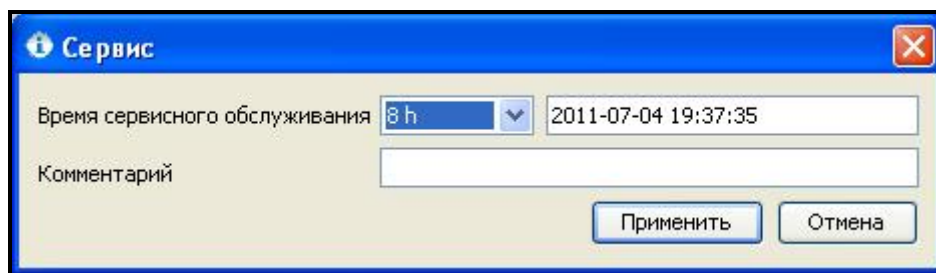 Сервис
Время сервисного обслуживания 8 h 2011-07-04 19:37:35
Комментарий
Применить Отмена